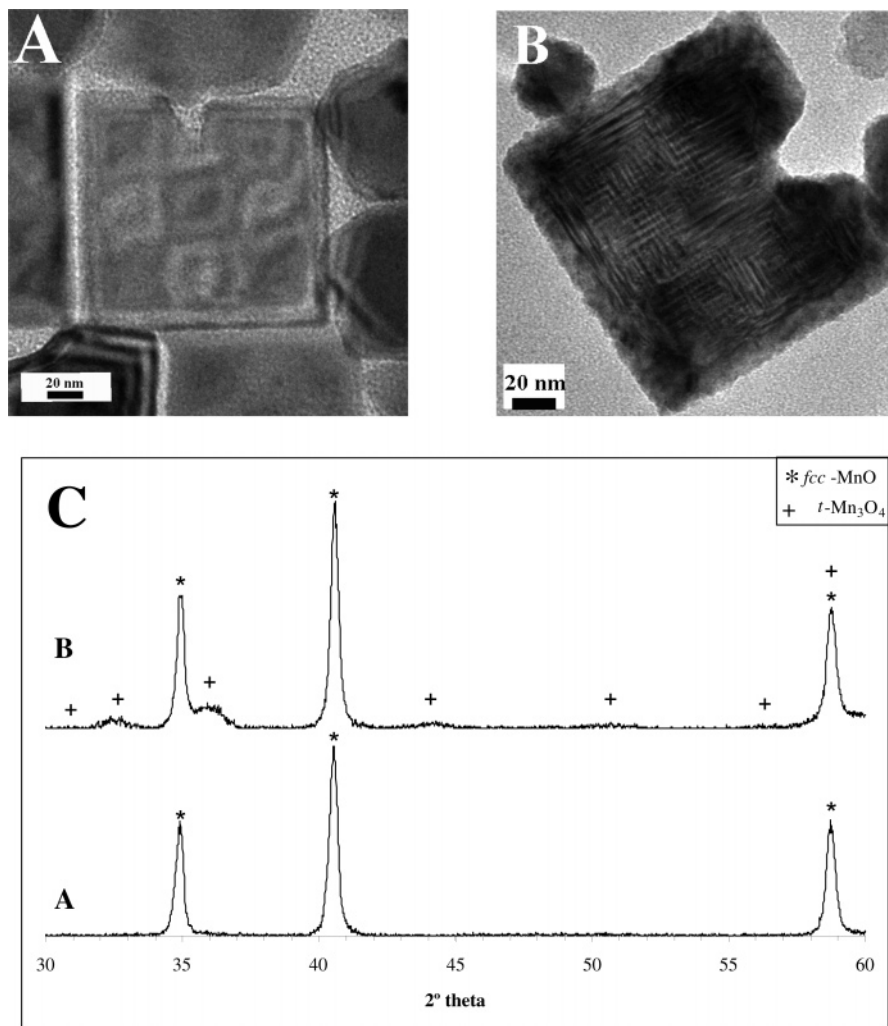 A
20 nm
B
20 nm
C
* fcc -MnO
+ t-Mn₃O₄
*
*
+
*
B
+
+
+
+
+
+
*
*
*
A
30 35 40 45 50 55 60
2º theta